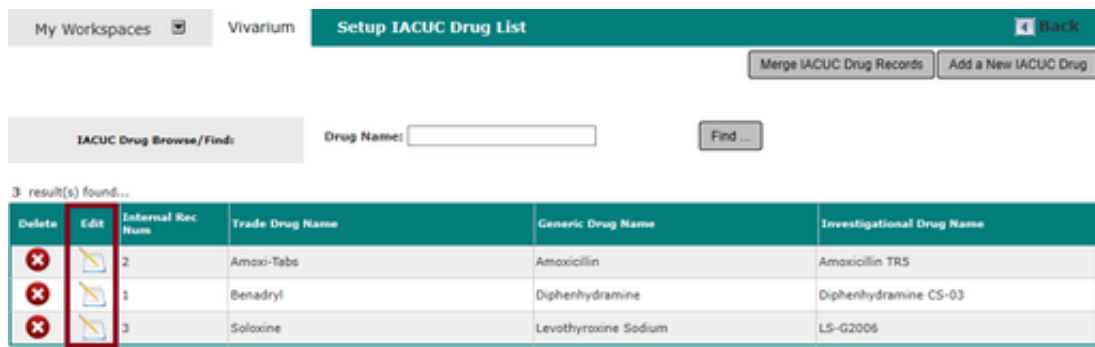 My Workspaces Vivarium Setup IACUC Drug List Back
Merge IACUC Drug Records Add a New IACUC Drug
IACUC Drug Browse/Find: Drug Name: Find ...
3 result(s) found...
Delete Edit Internal Rec Num Trade Drug Name Generic Drug Name Investigational Drug Name
2 Amoxi-Tabs Amoxicillin Amoxicillin TRS
1 Benadryl Diphenhydramine Diphenhydramine CS-03
3 Soloxine Levothyroxine Sodium LS-G2006